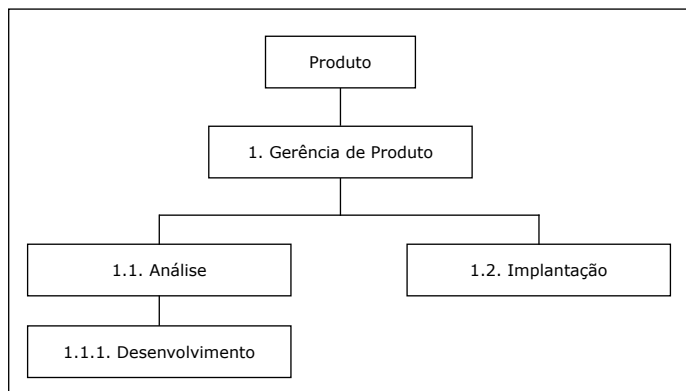 Produto
1. Gerência de Produto
1.1. Análise
1.2. Implantação
1.1.1. Desenvolvimento